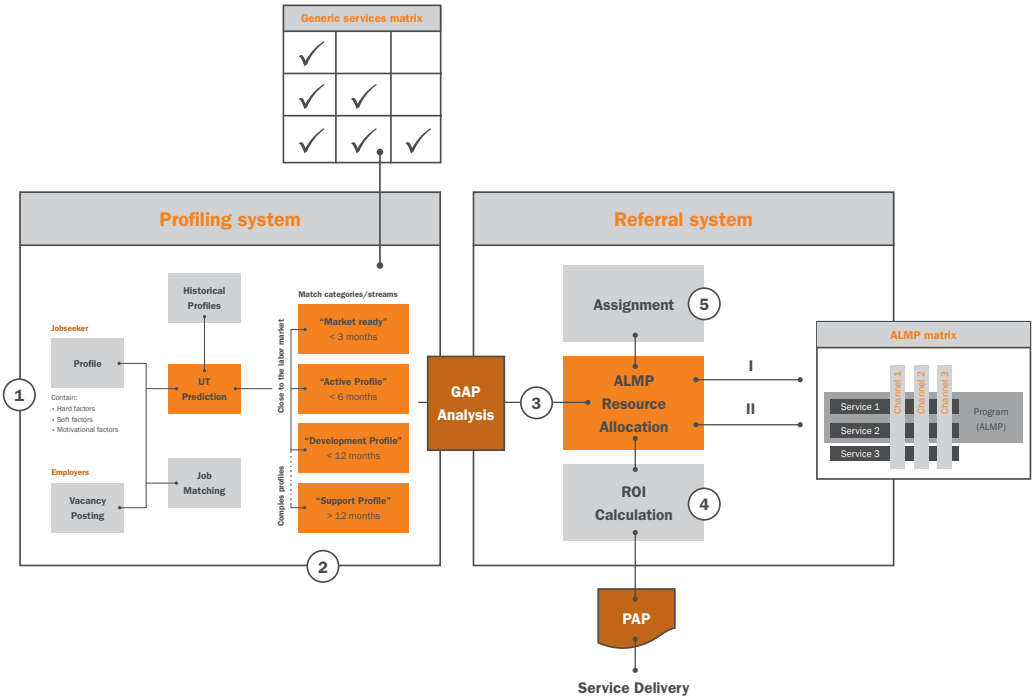 Generic services matrix
Profiling system
Referral system
Historical
Profiles
Match categories/streams
Jobseeker
Profile
Contain:
• Hard factors
• Soft factors
• Motivational factors
UT
Prediction
Employers
Vacancy
Posting
Job
Matching
Close to the labor market
Comples profiles
“Market ready”
< 3 months
“Active Profile”
< 6 months
“Development Profile”
< 12 months
“Support Profile”
> 12 months
1
2
GAP
Analysis
3
Assignment
5
ALMP
Resource
Allocation
I
II
ROI
Calculation
4
ALMP matrix
Channel 1
Channel 2
Channel 3
Service 1
Service 2
Service 3
Program
(ALMP)
PAP
Service Delivery